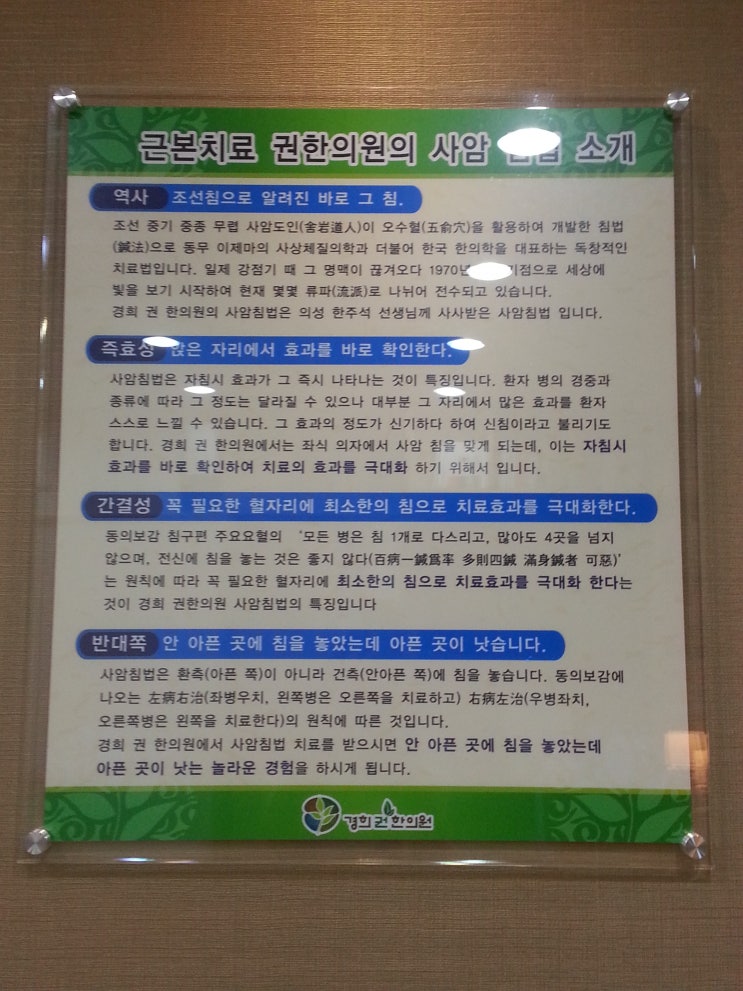 근본치료 권한의원의 사암 소개
역사 조선침으로 알려진 바로 그 침.
조선 중기 중종 무렵 사암도인(舍岩道人)이 오수혈(五兪穴)을 활용하여 개발한 침법
(鍼法)으로 동무 이제마의 사상체질의학과 더불어 한국 한의학을 대표하는 독창적인
치료법입니다. 일제 강점기 때 그 명맥이 끊겨오다 1970년 세상에
빛을 보기 시작하여 현재 몇몇 류파(流派)로 나뉘어 전수되고 있습니다.
경희 권 한의원의 사암침법은 의성 한주석 선생님께 사사받은 사암침법 입니다.
즉효성 앉은 자리에서 효과를 바로 확인한다.
사암침법은 자침시 효과가 그 즉시 나타나는 것이 특징입니다. 환자 병의 경중과
종류에 따라 그 정도는 달라질 수 있으나 대부분 그 자리에서 많은 효과를 환자
스스로 느낄 수 있습니다. 그 효과의 정도가 신기하다 하여 신침이라고 불리기도
합니다. 경희 권 한의원에서는 좌식 의자에서 사암 침을 맞게 되는데, 이는 자침시
효과를 바로 확인하여 치료의 효과를 극대화 하기 위해서 입니다.
간결성 꼭 필요한 혈자리에 최소한의 침으로 치료효과를 극대화한다.
동의보감 침구편 주요요혈의 ‘모든 병은 침 1개로 다스리고, 많아도 4곳을 넘지
않으며, 전신에 침을 놓는 것은 좋지 않다(百病一鍼爲率 多則四鍼 滿身鍼者 可惡)’
는 원칙에 따라 꼭 필요한 혈자리에 최소한의 침으로 치료효과를 극대화 한다는
것이 경희 권한의원 사암침법의 특징입니다
반대쪽 안 아픈 곳에 침을 놓았는데 아픈 곳이 낫습니다.
사암침법은 환측(아픈 쪽)이 아니라 건측(안아픈 쪽)에 침을 놓습니다. 동의보감에
나오는 左病右治(좌병우치, 왼쪽병은 오른쪽을 치료하고) 右病左治(우병좌치,
오른쪽병은 왼쪽을 치료한다)의 원칙에 따른 것입니다.
경희 권 한의원에서 사암침법 치료를 받으시면 안 아픈 곳에 침을 놓았는데
아픈 곳이 낫는 놀라운 경험을 하시게 됩니다.
경희권한의원